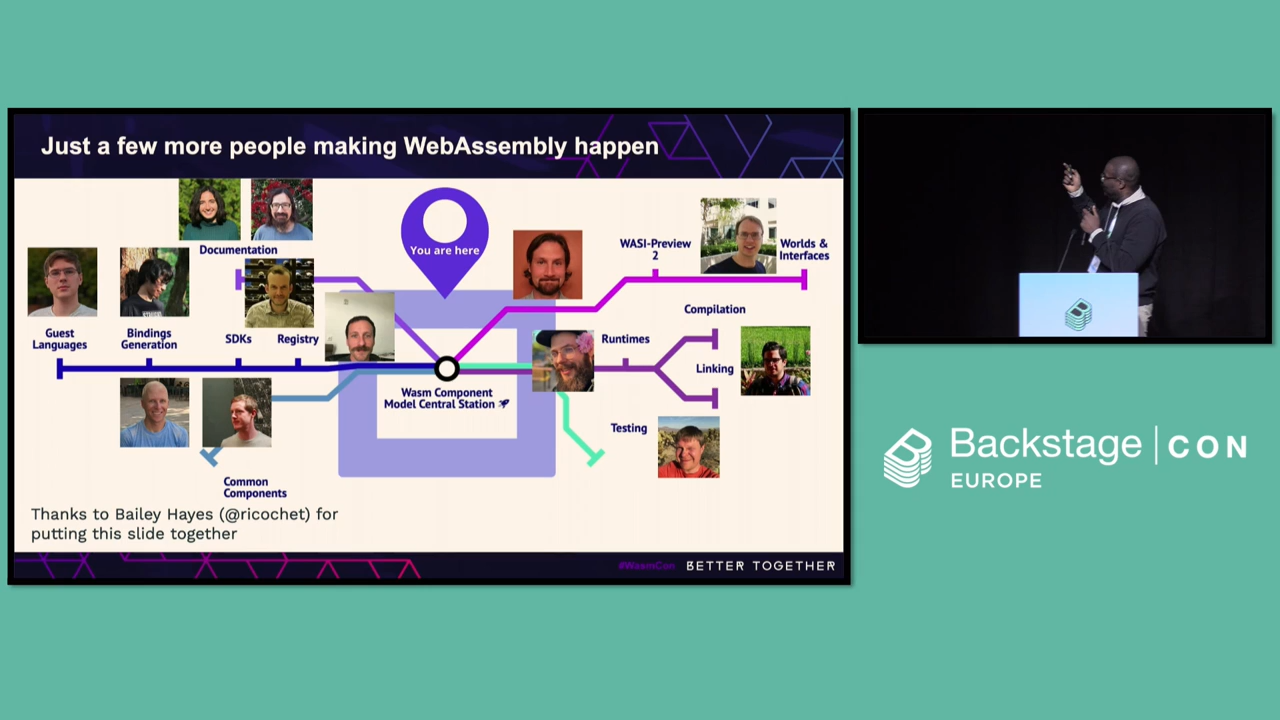 Just a few more people making WebAssembly happen
Documentation
You are here
WASI-Preview
2
Worlds &
Interfaces
Guest
Languages
Bindings
Generation
SDKs
Registry
Compilation
Runtimes
Linking
Wasm Component
Model Central Station 🚀
Testing
Common
Components
Thanks to Bailey Hayes (@ricochet) for
putting this slide together
#WasmCon
BETTER TOGETHER
Backstage | CON
EUROPE